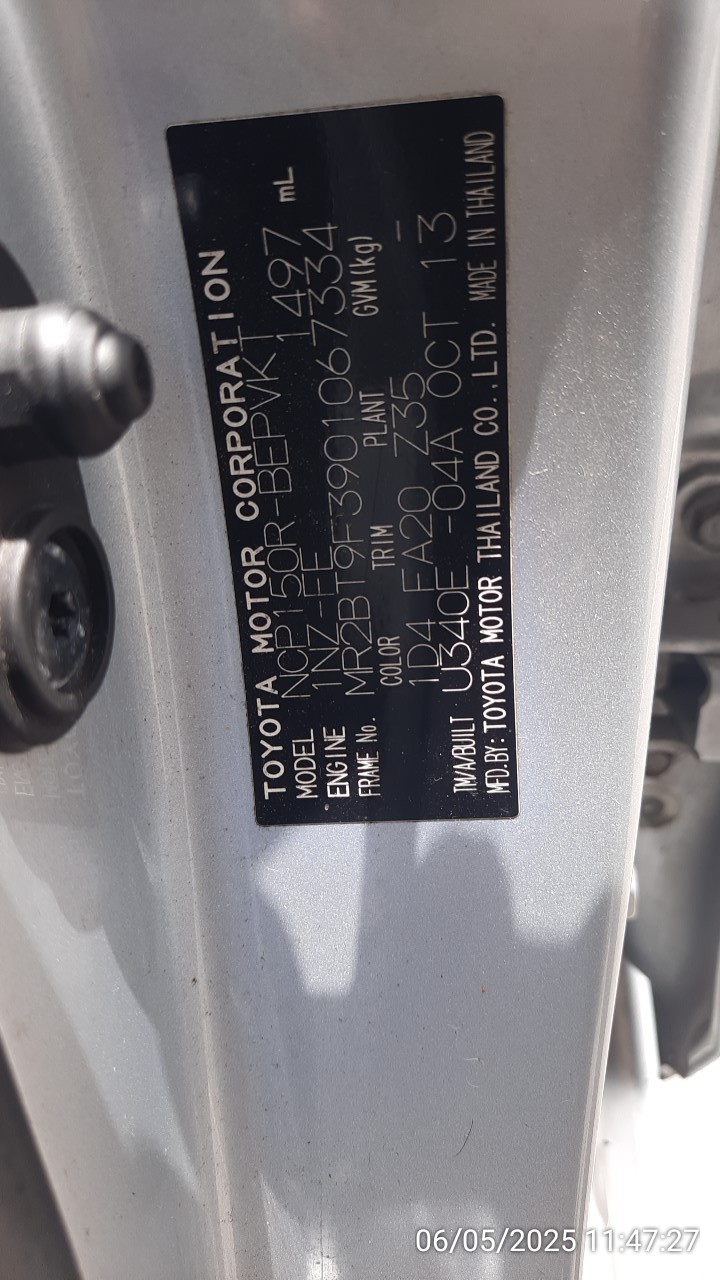 TOYOTA MOTOR CORPORATION
MODEL NCP150R-BEPVKT 1497 mL
ENGINE 1NZ-FE
FRAME No. MR2BT9F3901067334
COLOR TRIM PLANT GVM(kg)
1D4 FA20 Z35 -
TM/A/BUILT U340E -04A OCT 13
MFD.BY: TOYOTA MOTOR THAILAND CO.,LTD. MADE IN THAILAND
06/05/2025 11:47:27